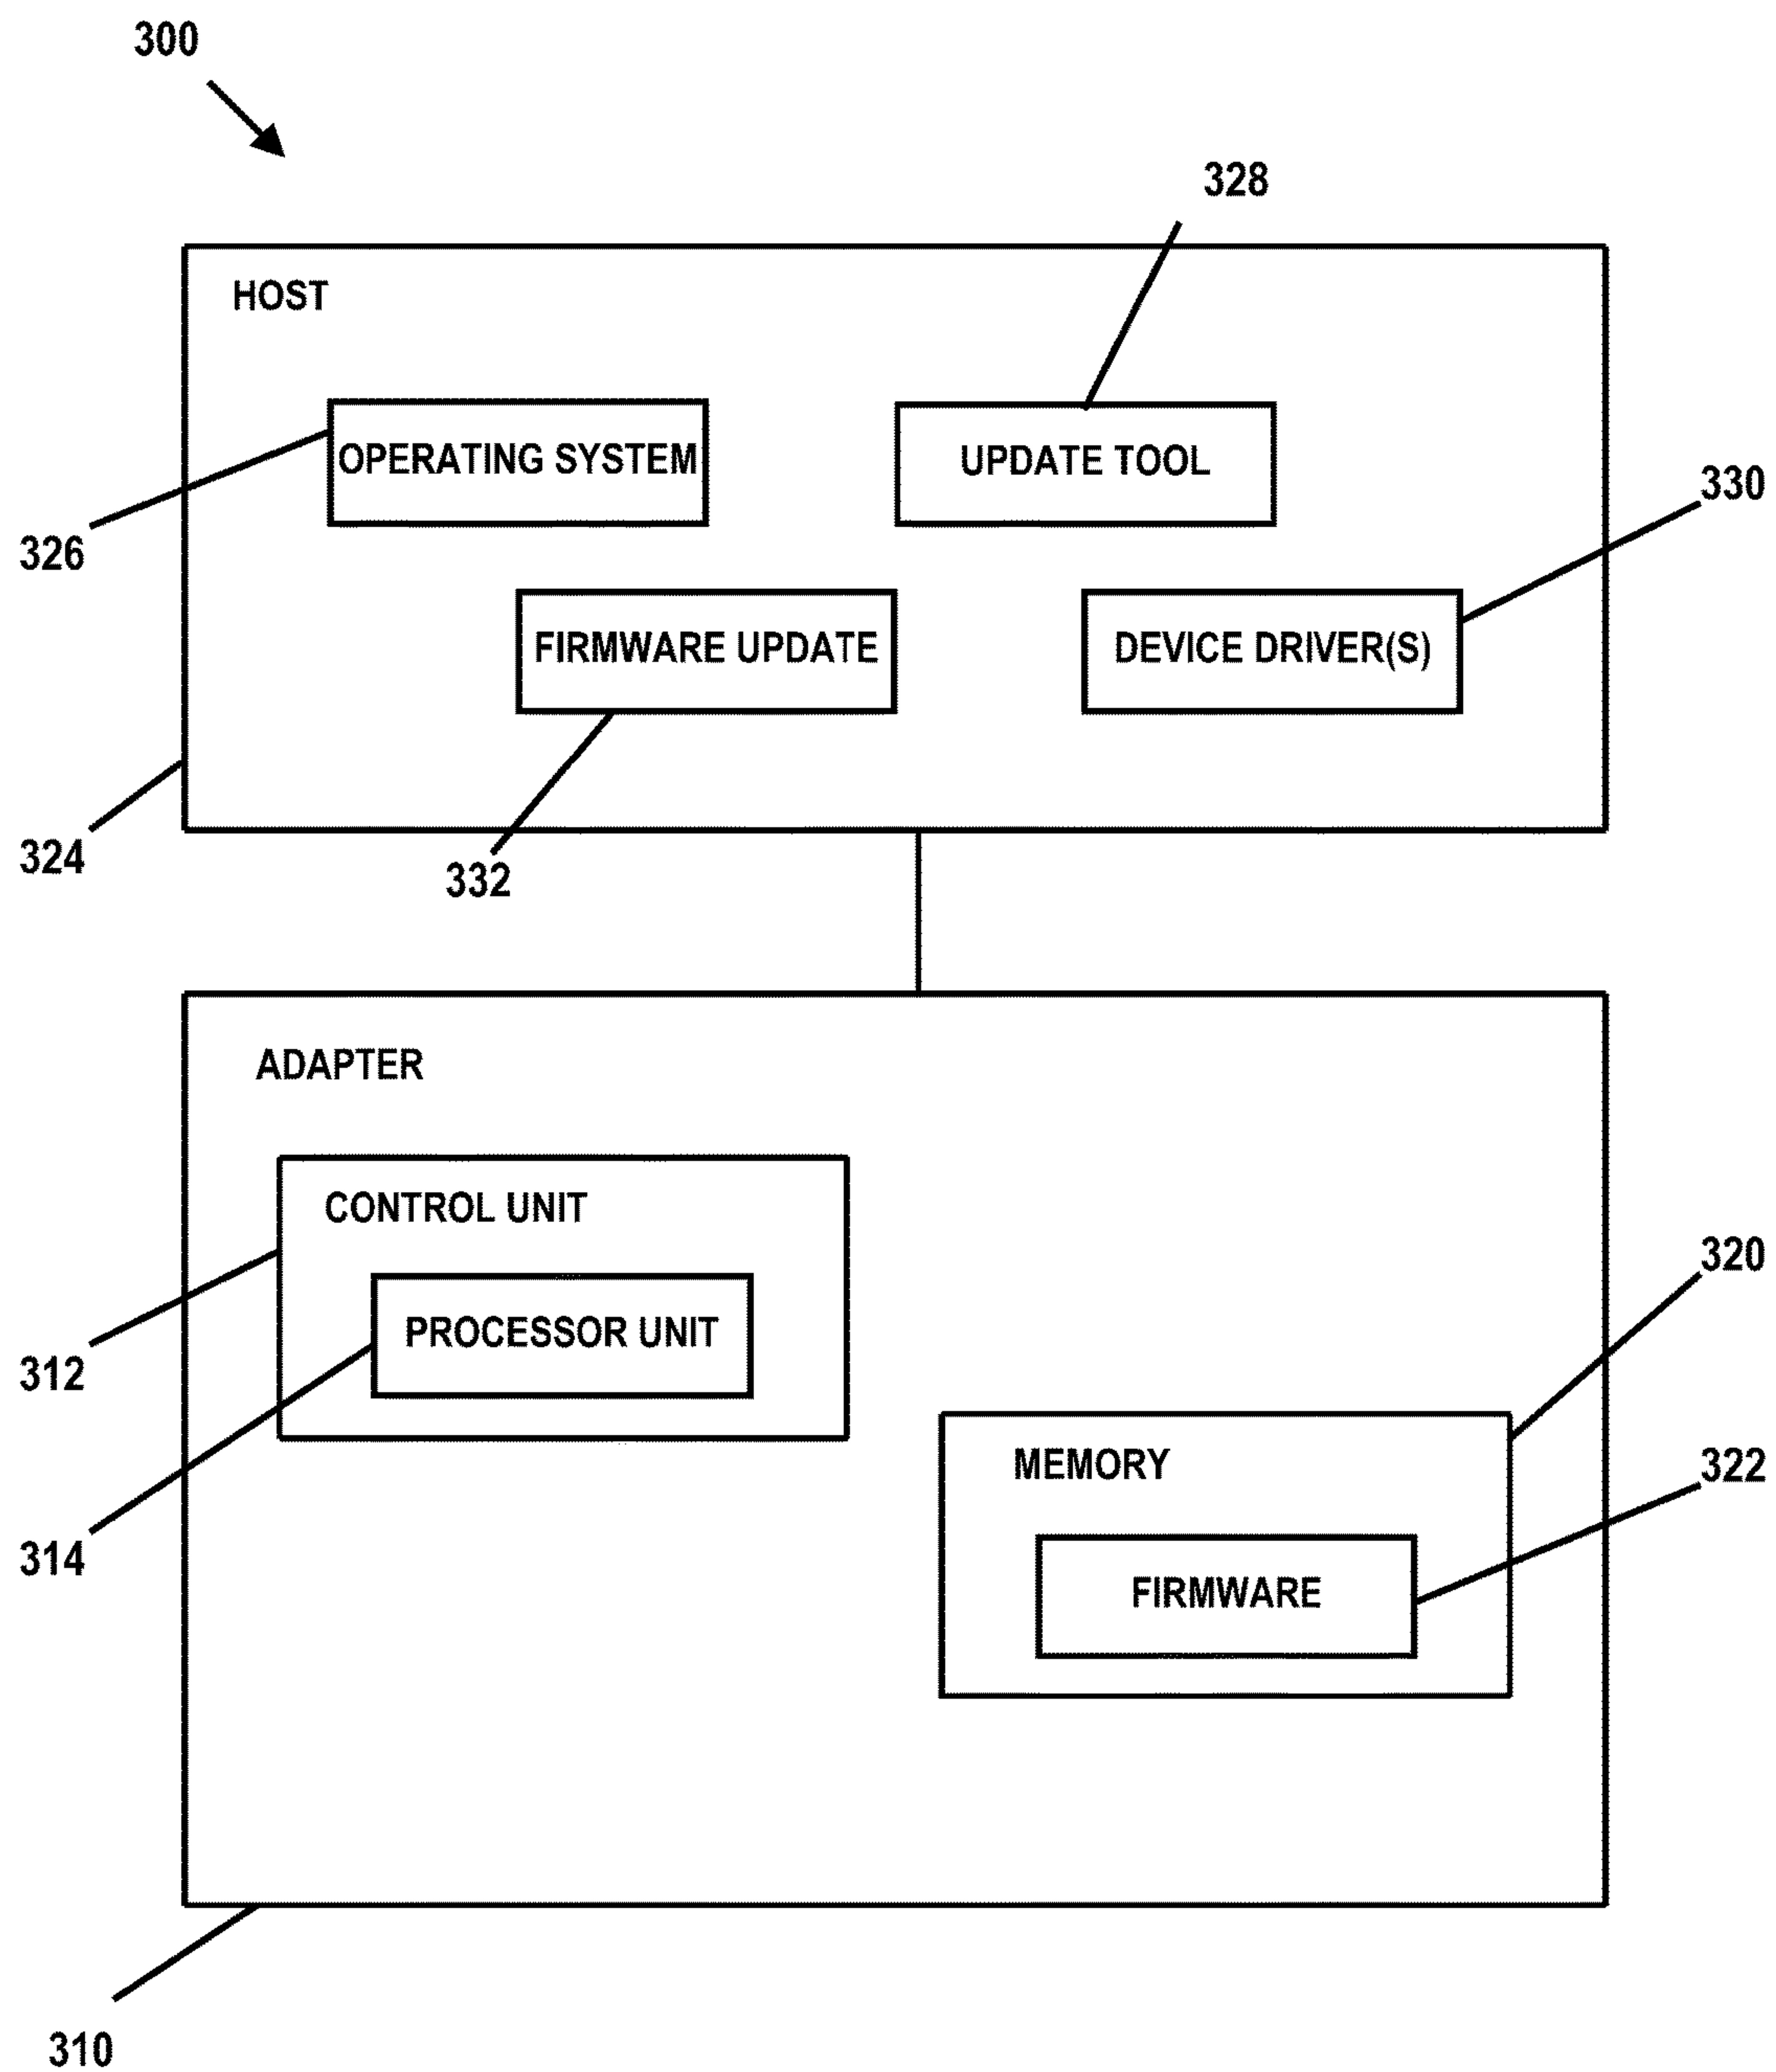 300
328
HOST
OPERATING SYSTEM
UPDATE TOOL
330
326
FIRMWARE UPDATE
DEVICE DRIVER(S)
324
332
ADAPTER
CONTROL UNIT
320
PROCESSOR UNIT
312
MEMORY
322
314
FIRMWARE
310